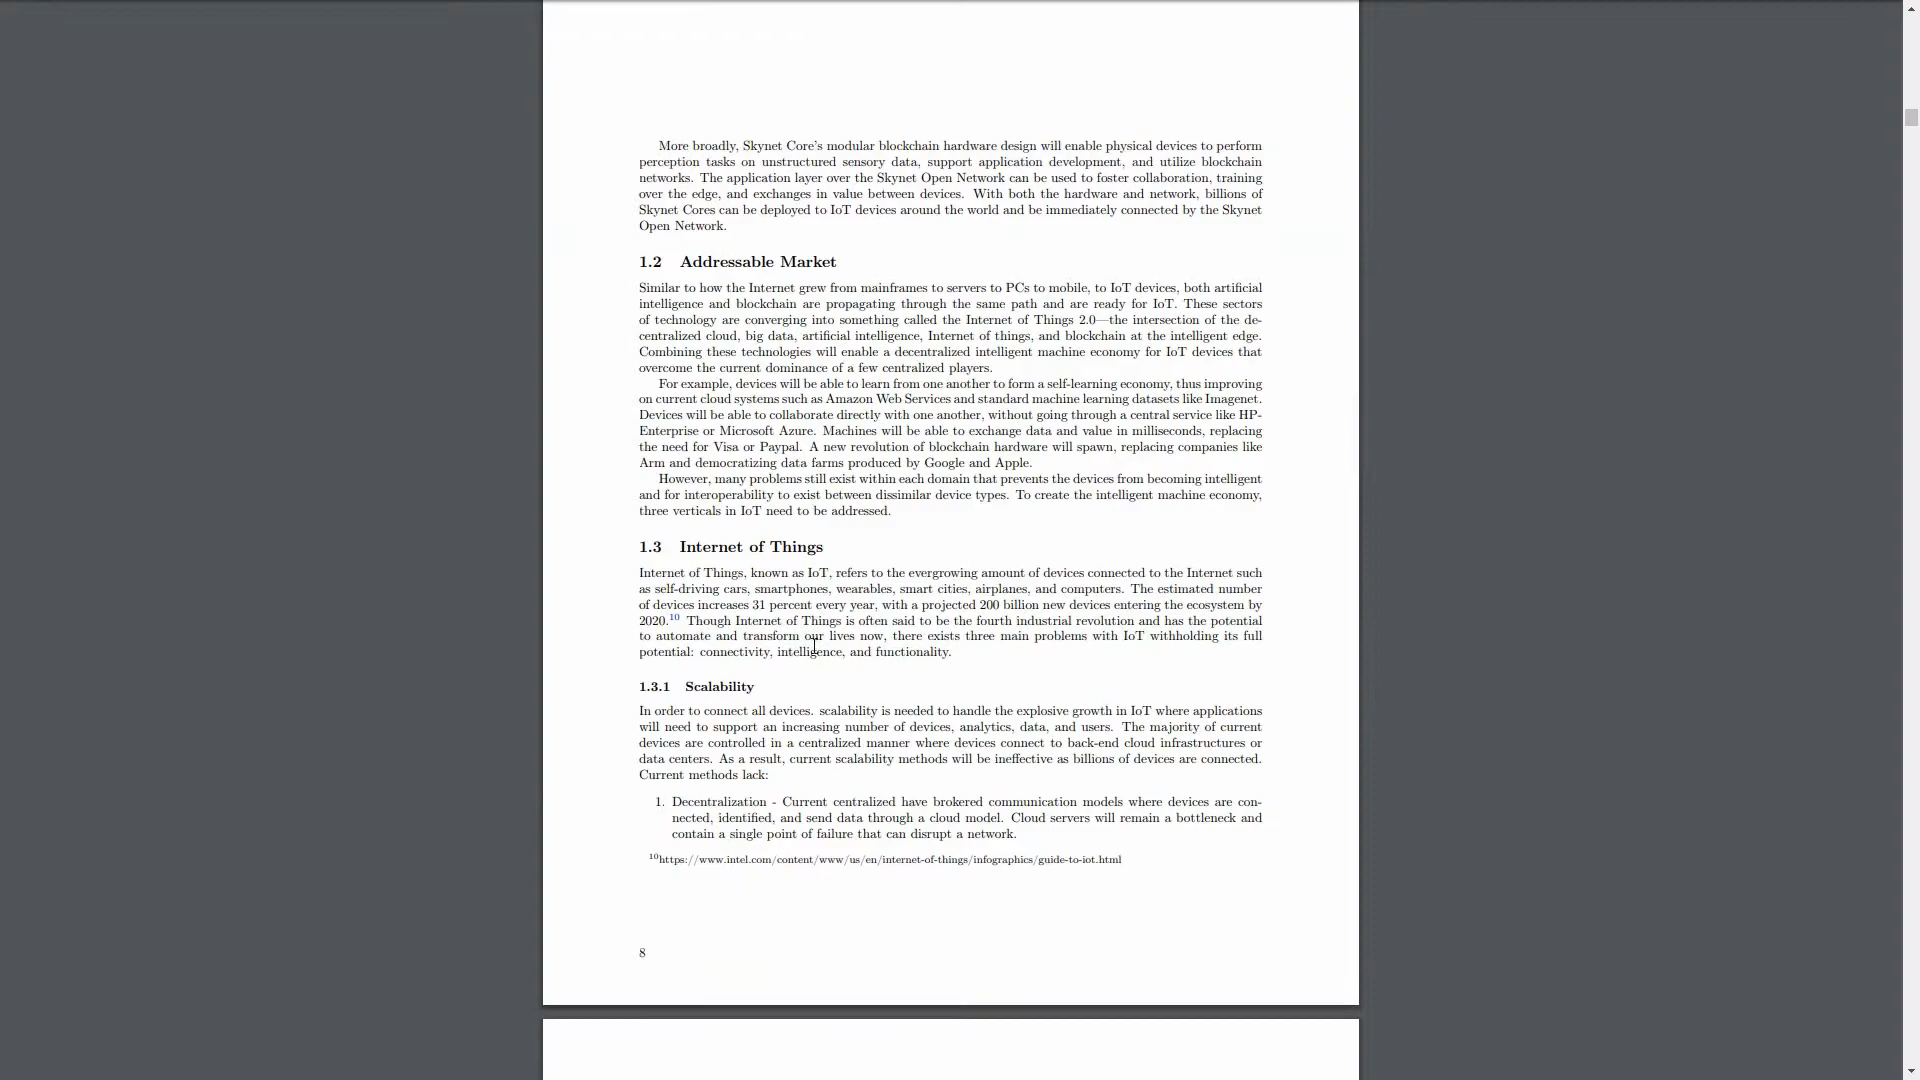 More broadly, Skynet Core's modular blockchain hardware design will enable physical devices to perform
perception tasks on unstructured sensory data, support application development, and utilize blockchain
networks. The application layer over the Skynet Open Network can be used to foster collaboration, training
over the edge, and exchanges in value between devices. With both the hardware and network, billions of
Skynet Cores can be deployed to IoT devices around the world and be immediately connected by the Skynet
Open Network.
1.2 Addressable Market
Similar to how the Internet grew from mainframes to servers to PCs to mobile, to IoT devices, both artificial
intelligence and blockchain are propagating through the same path and are ready for IoT. These sectors
of technology are converging into something called the Internet of Things 2.0—the intersection of the de-
centralized cloud, big data, artificial intelligence, Internet of things, and blockchain at the intelligent edge.
Combining these technologies will enable a decentralized intelligent machine economy for IoT devices that
overcome the current dominance of a few centralized players.
For example, devices will be able to learn from one another to form a self-learning economy, thus improving
on current cloud systems such as Amazon Web Services and standard machine learning datasets like Imagenet.
Devices will be able to collaborate directly with one another, without going through a central service like HP-
Enterprise or Microsoft Azure. Machines will be able to exchange data and value in milliseconds, replacing
the need for Visa or Paypal. A new revolution of blockchain hardware will spawn, replacing companies like
Arm and democratizing data farms produced by Google and Apple.
However, many problems still exist within each domain that prevents the devices from becoming intelligent
and for interoperability to exist between dissimilar device types. To create the intelligent machine economy,
three verticals in IoT need to be addressed.
1.3 Internet of Things
Internet of Things, known as IoT, refers to the evergrowing amount of devices connected to the Internet such
as self-driving cars, smartphones, wearables, smart cities, airplanes, and computers. The estimated number
of devices increases 31 percent every year, with a projected 200 billion new devices entering the ecosystem by
2020.10 Though Internet of Things is often said to be the fourth industrial revolution and has the potential
to automate and transform our lives now, there exists three main problems with IoT withholding its full
potential: connectivity, intelligence, and functionality.
1.3.1 Scalability
In order to connect all devices. scalability is needed to handle the explosive growth in IoT where applications
will need to support an increasing number of devices, analytics, data, and users. The majority of current
devices are controlled in a centralized manner where devices connect to back-end cloud infrastructures or
data centers. As a result, current scalability methods will be ineffective as billions of devices are connected.
Current methods lack:
1. Decentralization - Current centralized have brokered communication models where devices are con-
nected, identified, and send data through a cloud model. Cloud servers will remain a bottleneck and
contain a single point of failure that can disrupt a network.
10https://www.intel.com/content/www/us/en/internet-of-things/infographics/guide-to-iot.html
8